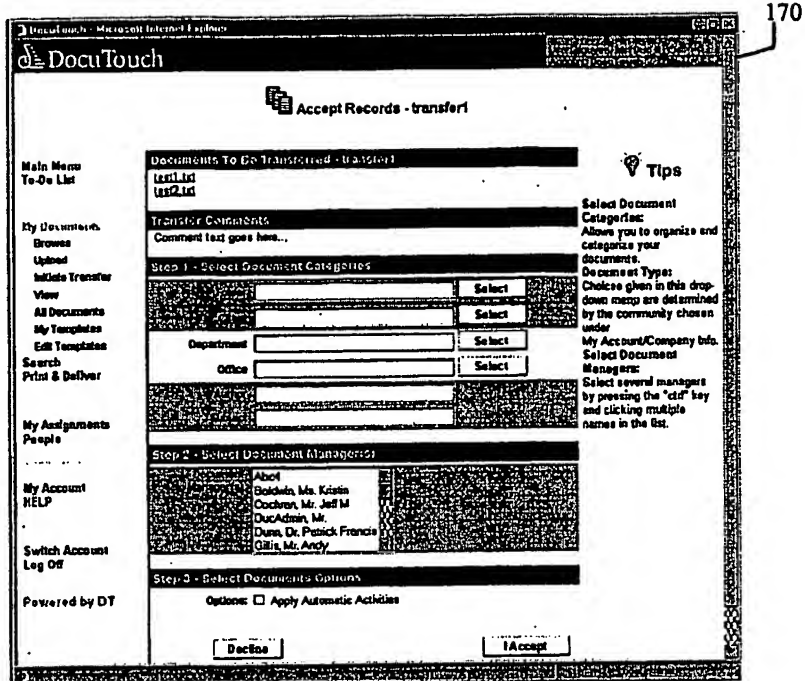 170
DocuTouch - Microsoft Internet Explorer
DocuTouch
Accept Records - transfer1
Main Menu
To-Do List
My Documents
Browse
Upload
Initiate Transfer
View
All Documents
My Templates
Edit Templates
Search
Print & Deliver
My Assignments
People
My Account
HELP
Switch Account
Log Off
Powered by DT
Documents To Be Transferred - transfer1
test1.txt
test2.txt
Transfer Comments
Comment text goes here...
Step 1 - Select Document Categories
Select
Select
Department Select
Office Select
Step 2 - Select Document Manager(s)
Baldwin, Ms. Kristin
Cochran, Mr. Jeff M
DucAdmin, Mr.
Dunn, Dr. Patrick Francis
Gillis, Mr. Andy
Step 3 - Select Documents Options
Options: Apply Automatic Activities
Decline I Accept
Tips
Select Document
Categories:
Allows you to organize and
categorize your
documents.
Document Type:
Choices given in this drop-
down menu are determined
by the community chosen
under
My Account/Company Info.
Select Document
Managers:
Select several managers
by pressing the "ctrl" key
and clicking multiple
names in the list.